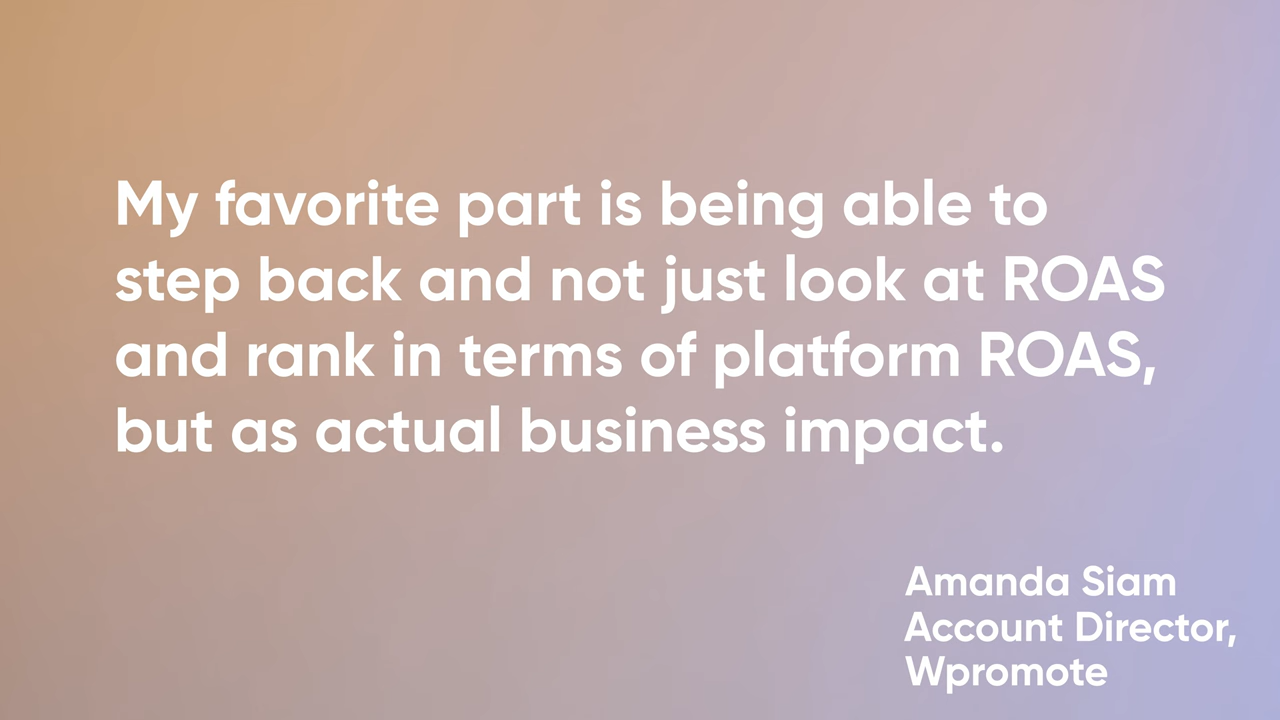 My favorite part is being able to
step back and not just look at ROAS
and rank in terms of platform ROAS,
but as actual business impact.
Amanda Siam
Account Director,
Wpromote